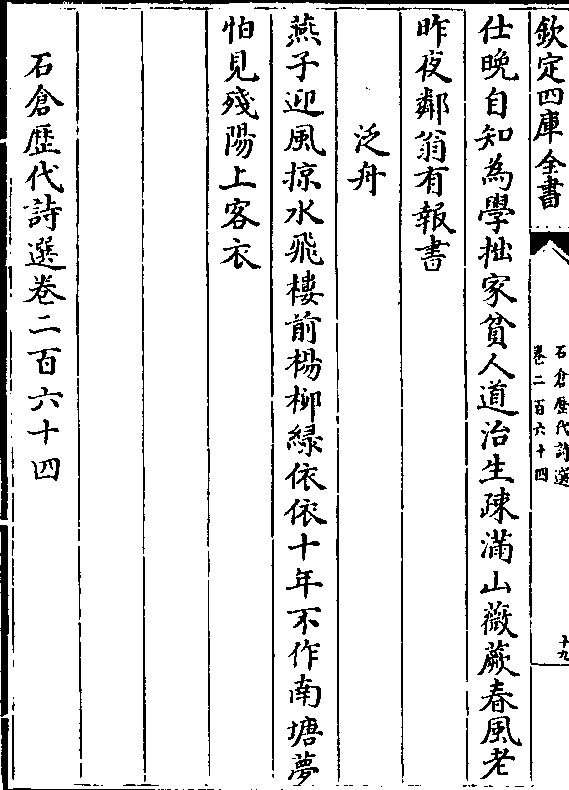 欽定四庫全書
石倉歷代詩選
卷二百六十四
十九
仕晚自知為學拙家貧人道治生疎滿山薇蕨春風老
昨夜鄰翁有報書
泛舟
燕子迎風掠水飛樓前楊柳綠依依十年不作南塘夢
怕見殘陽上客衣
石倉歷代詩選卷二百六十四